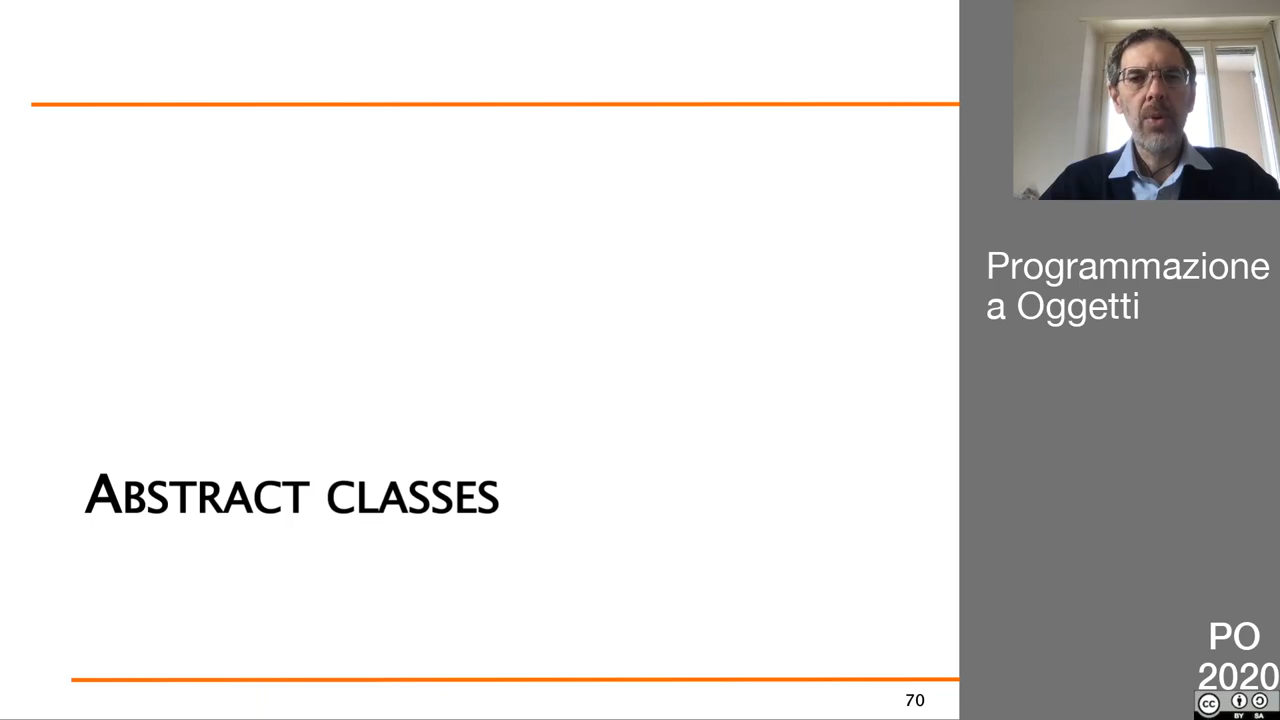 ABSTRACT CLASSES
70
Programmazione
a Oggetti
PO
2020
cc
BY SA